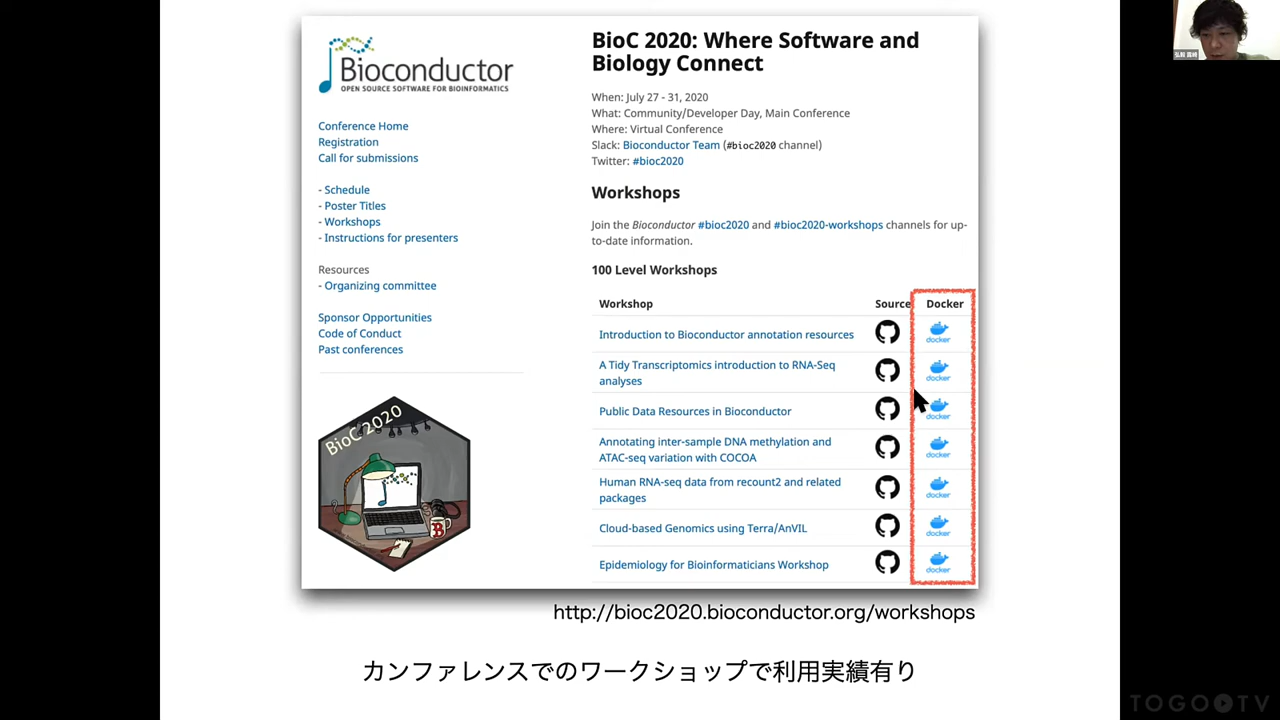 Bioconductor
OPEN SOURCE SOFTWARE FOR BIOINFORMATICS
Conference Home
Registration
Call for submissions
- Schedule
- Poster Titles
- Workshops
- Instructions for presenters
Resources
- Organizing committee
Sponsor Opportunities
Code of Conduct
Past conferences
BioC 2020
B
BioC 2020: Where Software and
Biology Connect
When: July 27 - 31, 2020
What: Community/Developer Day, Main Conference
Where: Virtual Conference
Slack: Bioconductor Team (#bioc2020 channel)
Twitter: #bioc2020
Workshops
Join the Bioconductor #bioc2020 and #bioc2020-workshops channels for up-
to-date information.
100 Level Workshops
Workshop Source Docker
Introduction to Bioconductor annotation resources docker
A Tidy Transcriptomics introduction to RNA-Seq
analyses docker
Public Data Resources in Bioconductor docker
Annotating inter-sample DNA methylation and
ATAC-seq variation with COCOA docker
Human RNA-seq data from recount2 and related
packages docker
Cloud-based Genomics using Terra/AnVIL docker
Epidemiology for Bioinformaticians Workshop docker
http://bioc2020.bioconductor.org/workshops
カンファレンスでのワークショップで利用実績有り
TOGO TV